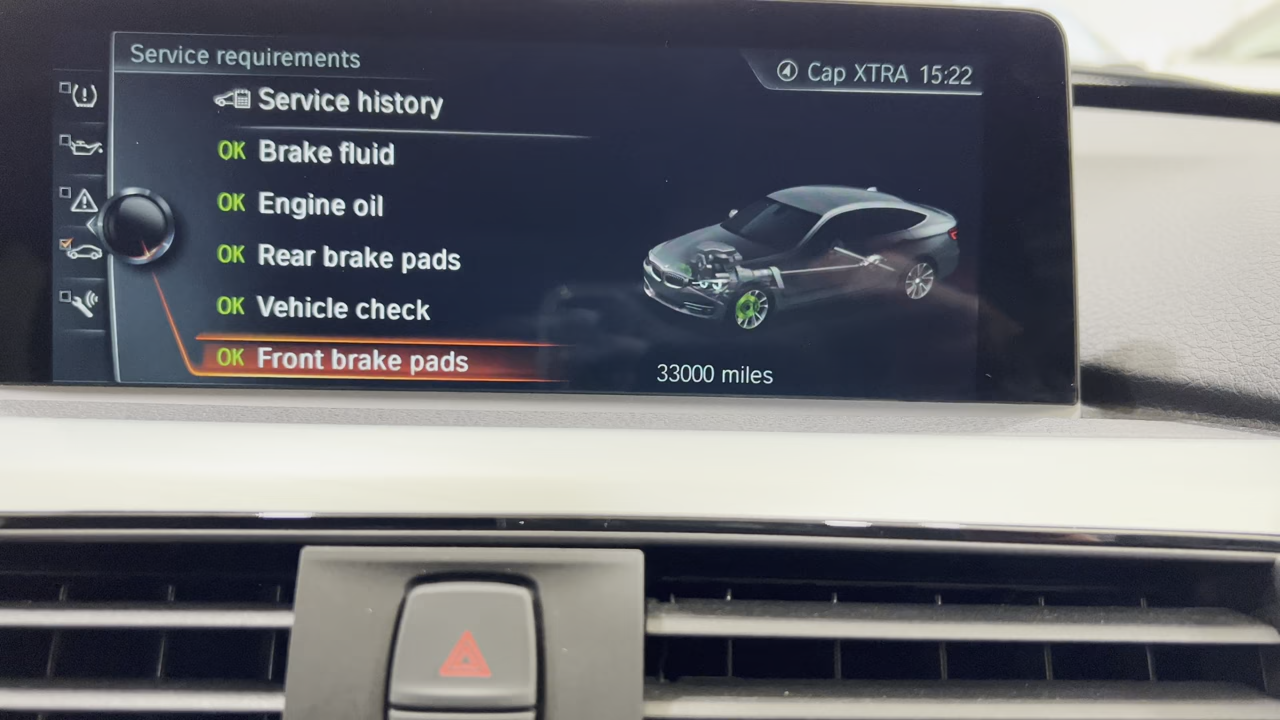 Service requirements
Cap XTRA 15:22
Service history
OK Brake fluid
OK Engine oil
OK Rear brake pads
OK Vehicle check
OK Front brake pads
33000 miles